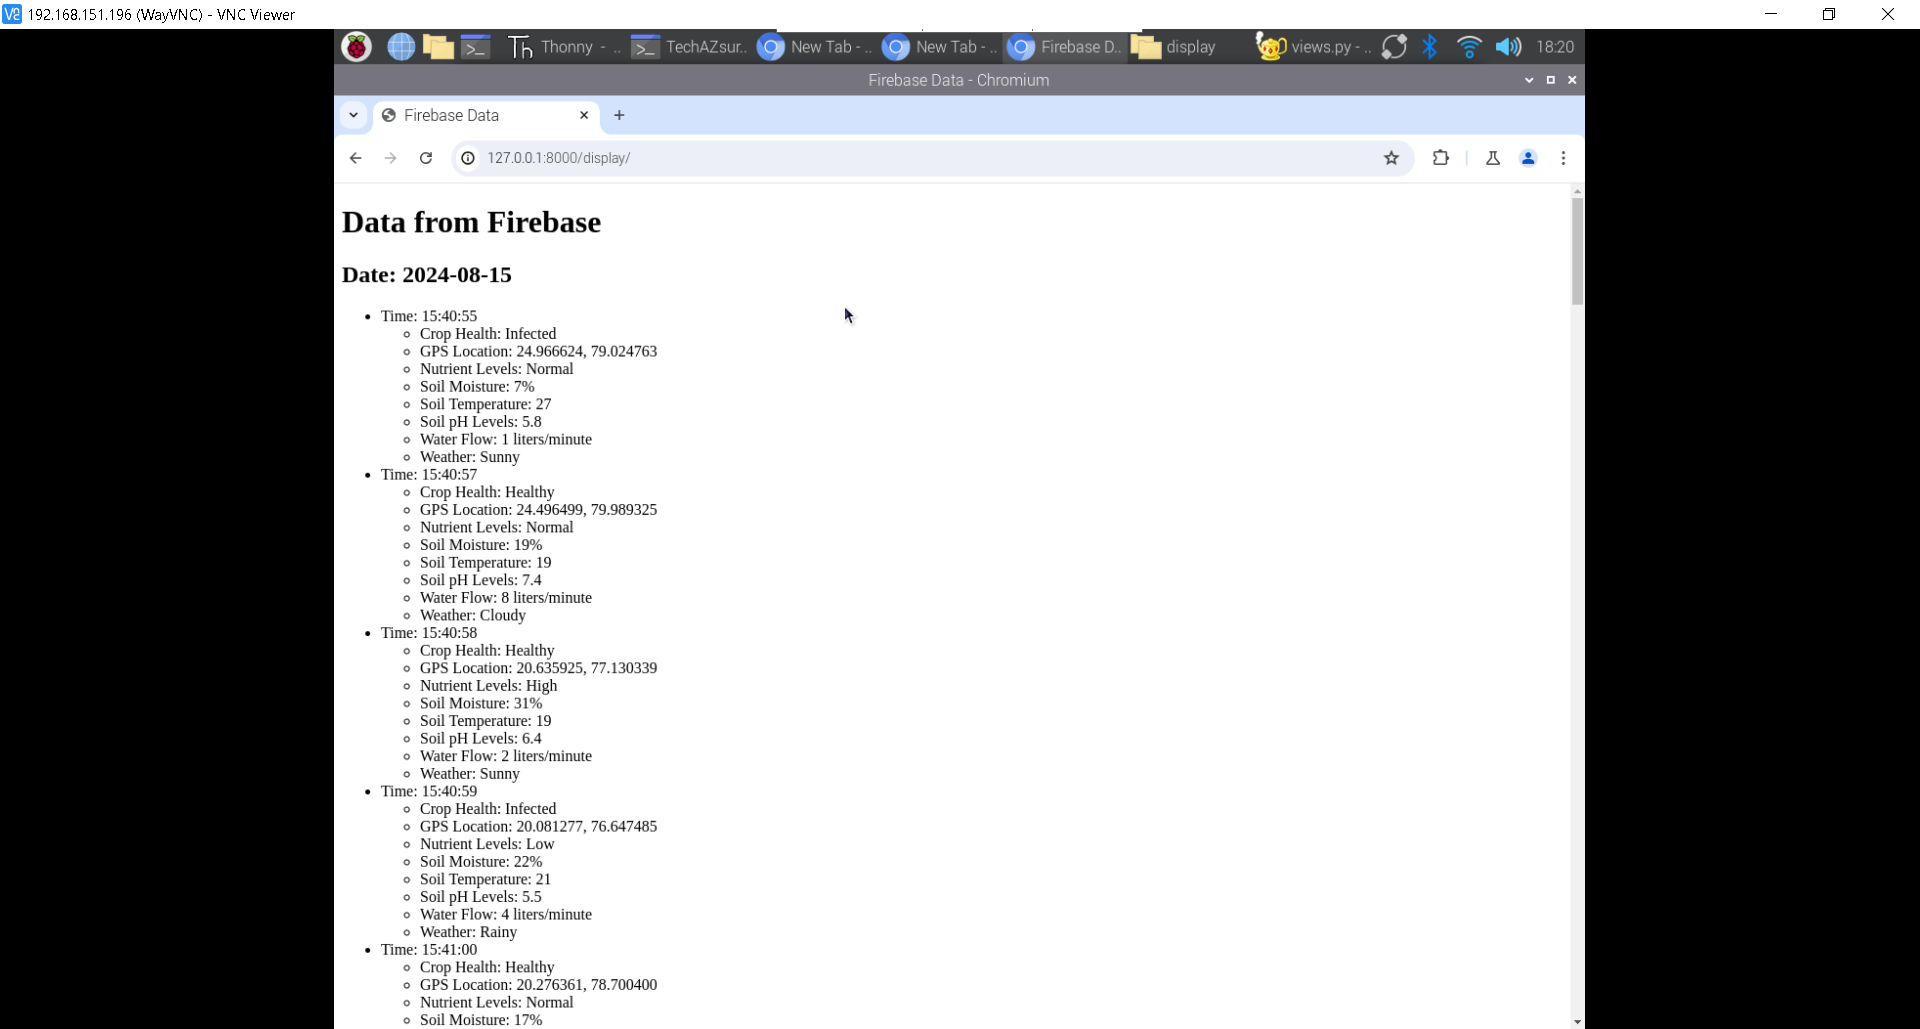 192.168.151.196 (WayVNC) - VNC Viewer
Thonny - ..
TechAZsur..
New Tab - ..
New Tab - ..
Firebase D..
display
views.py - ..
18:20
Firebase Data - Chromium
Firebase Data
127.0.0.1:8000/display/
Data from Firebase
Date: 2024-08-15
Time: 15:40:55
Crop Health: Infected
GPS Location: 24.966624, 79.024763
Nutrient Levels: Normal
Soil Moisture: 7%
Soil Temperature: 27
Soil pH Levels: 5.8
Water Flow: 1 liters/minute
Weather: Sunny
Time: 15:40:57
Crop Health: Healthy
GPS Location: 24.496499, 79.989325
Nutrient Levels: Normal
Soil Moisture: 19%
Soil Temperature: 19
Soil pH Levels: 7.4
Water Flow: 8 liters/minute
Weather: Cloudy
Time: 15:40:58
Crop Health: Healthy
GPS Location: 20.635925, 77.130339
Nutrient Levels: High
Soil Moisture: 31%
Soil Temperature: 19
Soil pH Levels: 6.4
Water Flow: 2 liters/minute
Weather: Sunny
Time: 15:40:59
Crop Health: Infected
GPS Location: 20.081277, 76.647485
Nutrient Levels: Low
Soil Moisture: 22%
Soil Temperature: 21
Soil pH Levels: 5.5
Water Flow: 4 liters/minute
Weather: Rainy
Time: 15:41:00
Crop Health: Healthy
GPS Location: 20.276361, 78.700400
Nutrient Levels: Normal
Soil Moisture: 17%